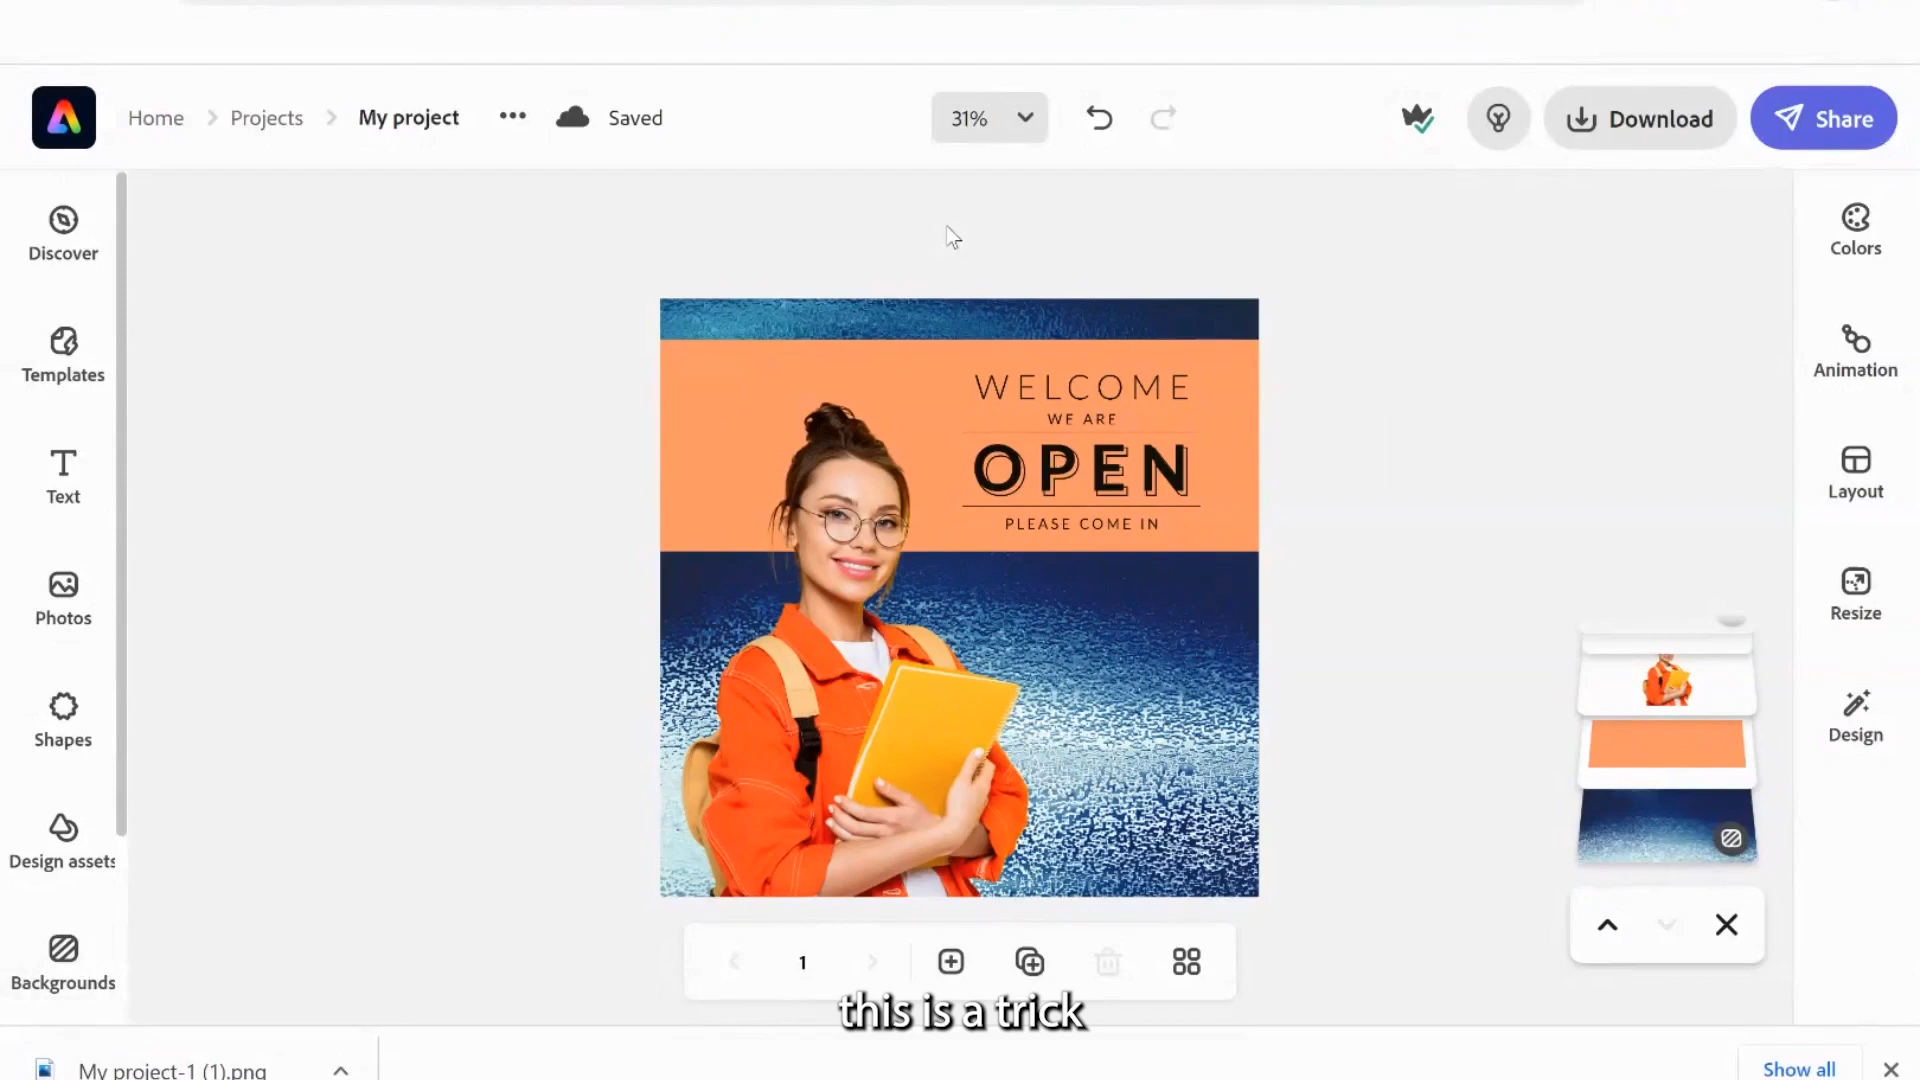 Home
Projects
My project
Saved
31%
Download
Share
Discover
Templates
Text
Photos
Shapes
Design assets
Backgrounds
WELCOME
WE ARE
OPEN
PLEASE COME IN
Colors
Animation
Layout
Resize
Design
1
this is a trick
My project-1 (1).png
Show all